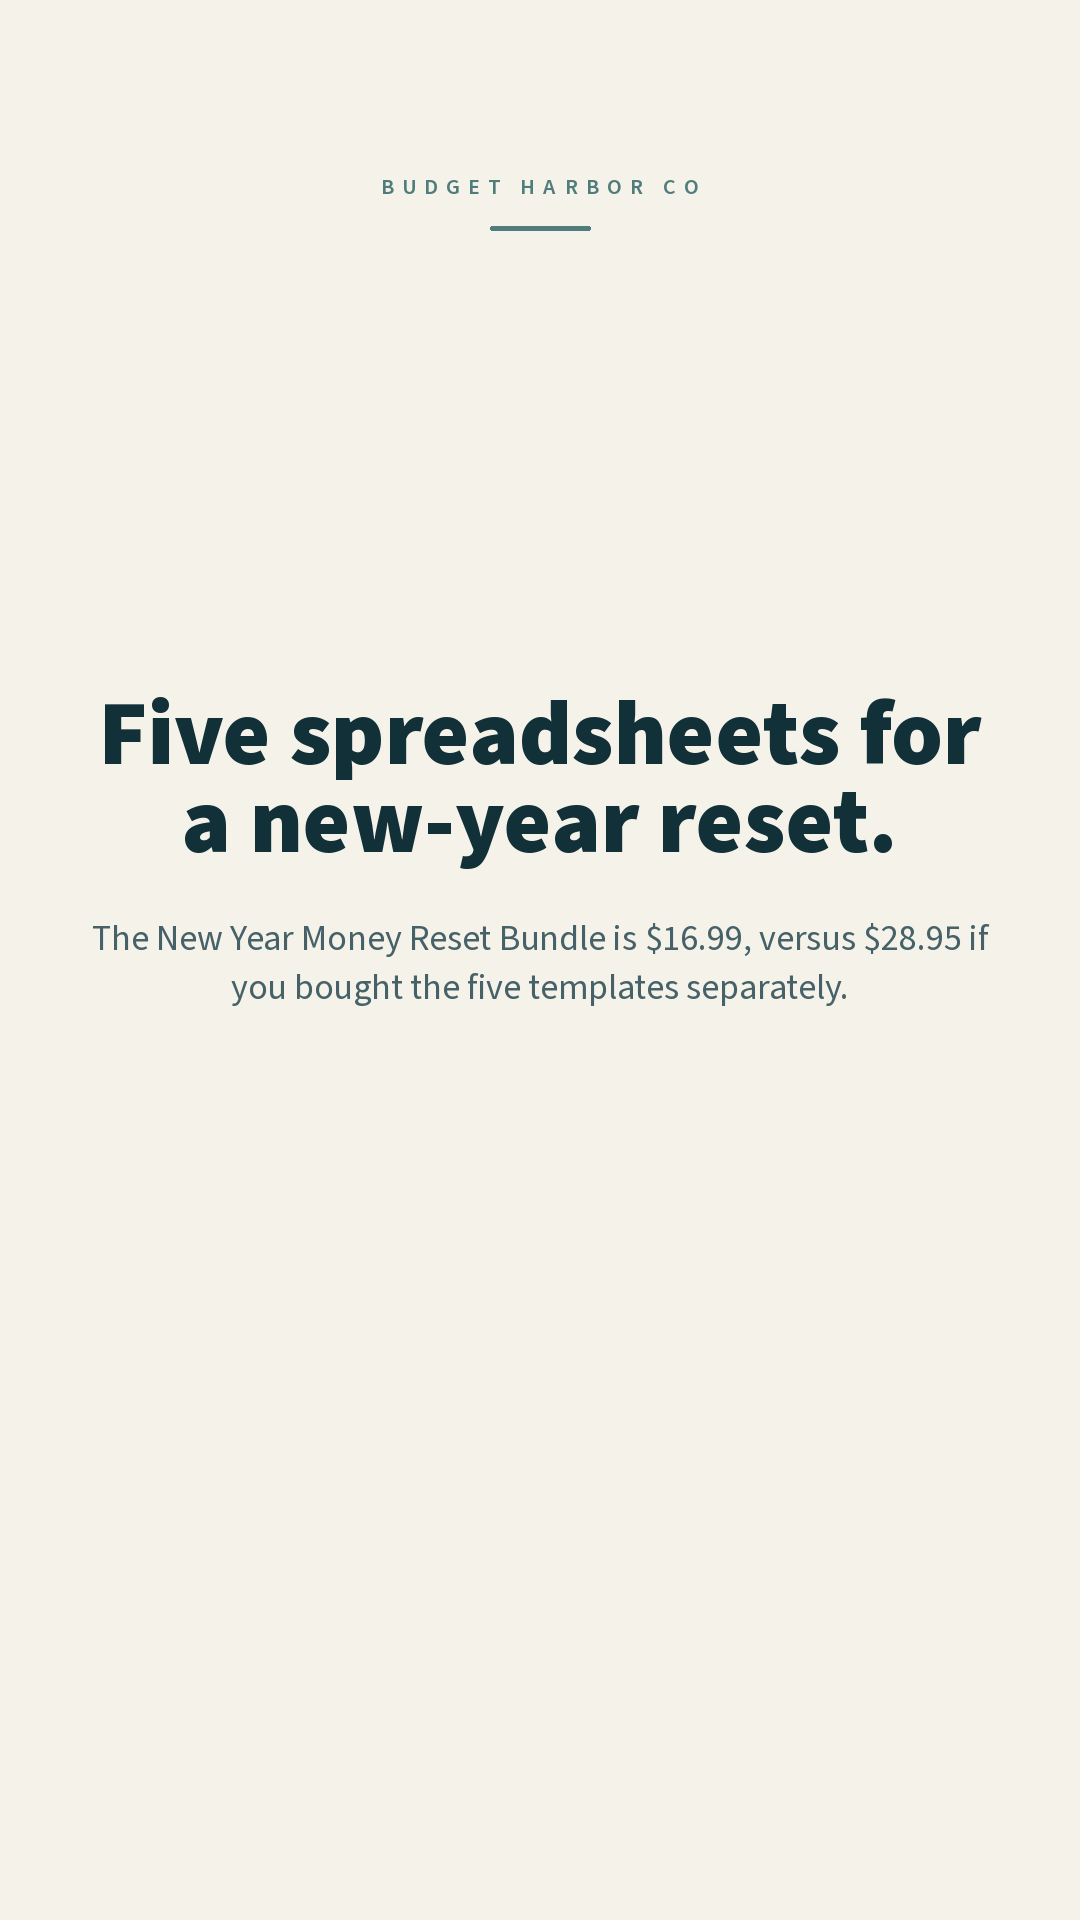 BUDGET HARBOR CO
Five spreadsheets for
a new-year reset.
The New Year Money Reset Bundle is $16.99, versus $28.95 if
you bought the five templates separately.